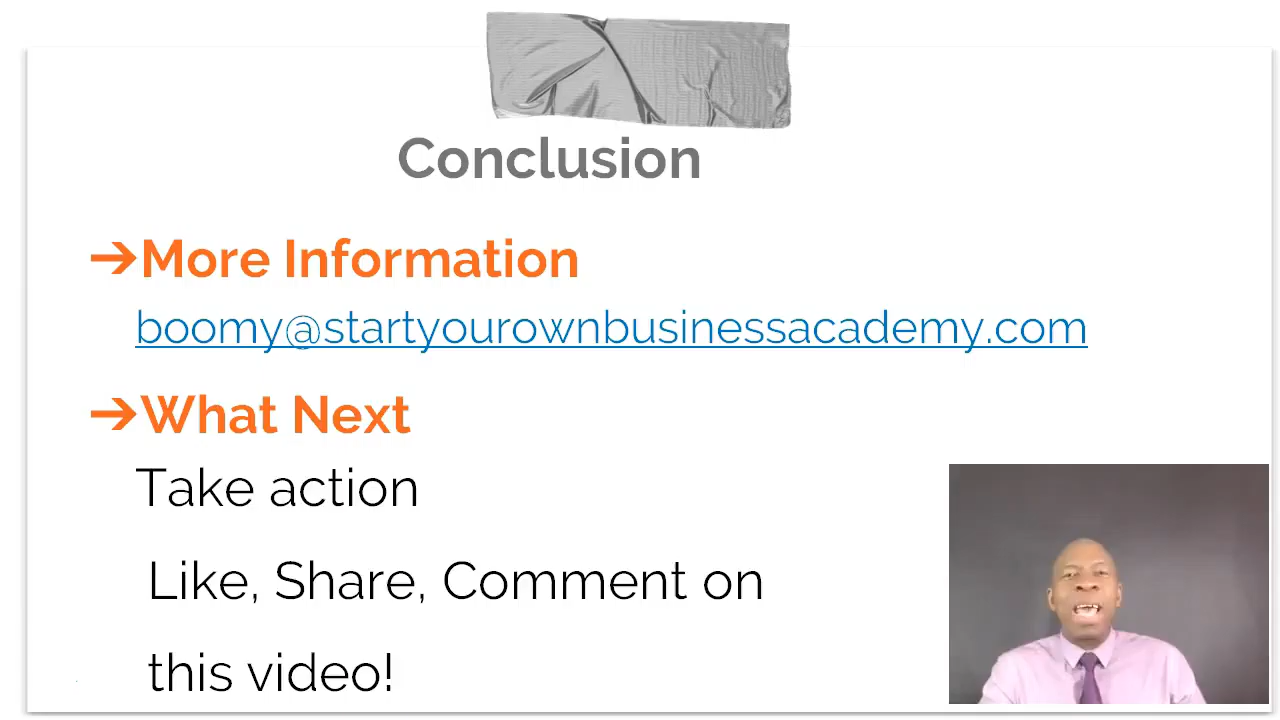 Conclusion
➔More Information
boomy@startyourownbusinessacademy.com
➔What Next
Take action
Like, Share, Comment on
this video!